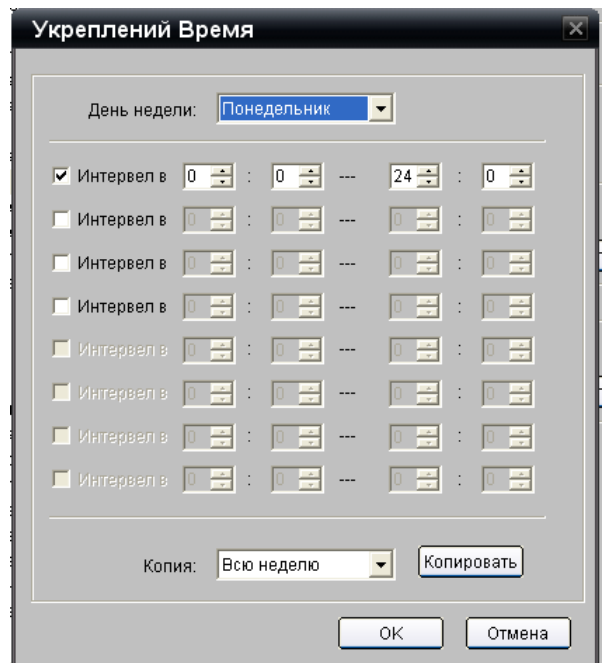 Укреплений Время
День недели: Понедельник
Интервел в 0 : 0 --- 24 : 0
Интервел в 0 : 0 --- 0 : 0
Интервел в 0 : 0 --- 0 : 0
Интервел в 0 : 0 --- 0 : 0
Интервел в 0 : 0 --- 0 : 0
Интервел в 0 : 0 --- 0 : 0
Интервел в 0 : 0 --- 0 : 0
Интервел в 0 : 0 --- 0 : 0
Копия: Всю неделю Копировать
OK Отмена